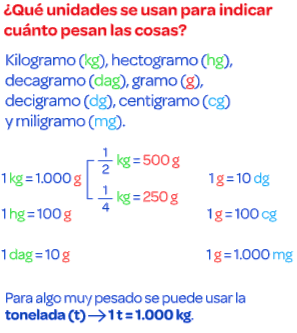 ¿Qué unidades se usan para indicar
cuánto pesan las cosas?
Kilogramo (kg), hectogramo (hg),
decagramo (dag), gramo (g),
decigramo (dg), centigramo (cg)
y miligramo (mg).
1 kg = 1.000 g
1/2 kg = 500 g
1/4 kg = 250 g
1 g = 10 dg
1 hg = 100 g
1 g = 100 cg
1 dag = 10 g
1 g = 1.000 mg
Para algo muy pesado se puede usar la
tonelada (t) → 1 t = 1.000 kg.